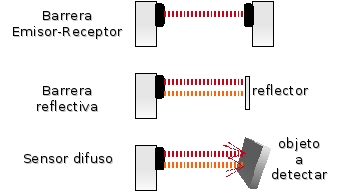 Barrera
Emisor-Receptor
Barrera
reflectiva
reflector
Sensor difuso
objeto
a
detectar